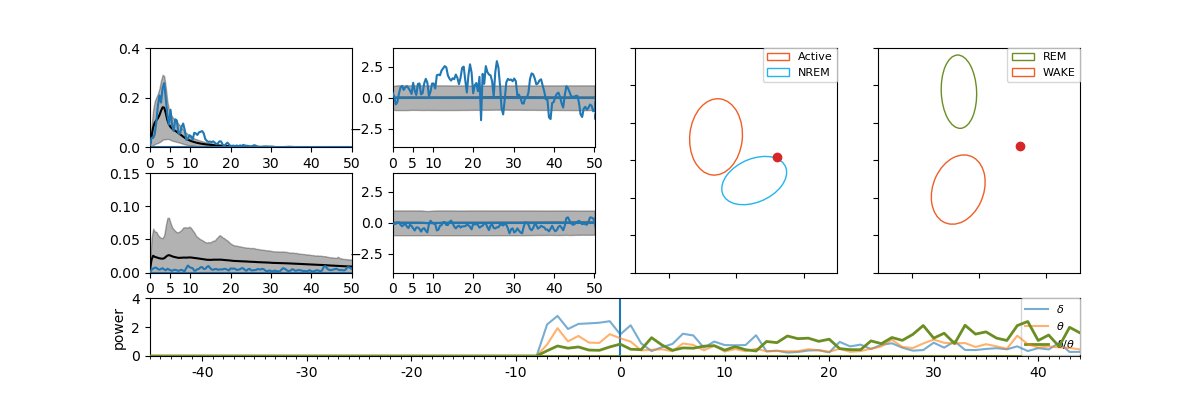 0.4
0.2
0.0
0 5 10 20 30 40 50
2.5
0.0
−2.5
0 5 10 20 30 40 50
Active
NREM
REM
WAKE
0.15
0.10
0.05
0.00
0 5 10 20 30 40 50
2.5
0.0
−2.5
0 5 10 20 30 40 50
power
4
2
0
δ
θ
δ/θ
-40 -30 -20 -10 0 10 20 30 40